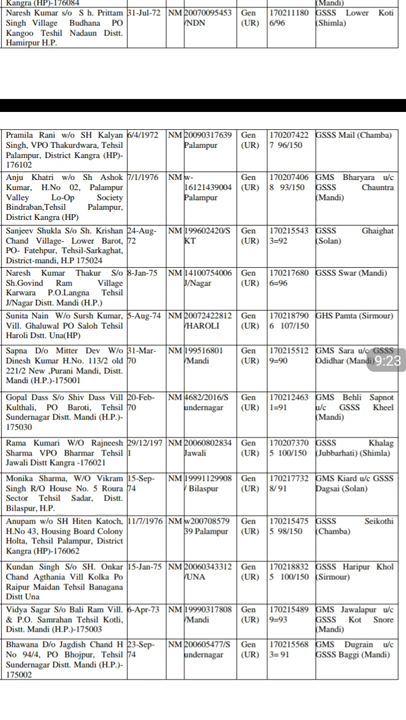 Kangra (HP)-176084 (Mandi)
Naresh Kumar s/o S h. Prittam 31-Jul-72 NM 20070095453 Gen 170211180 GSSS Lower Koti
Singh Village Budhana PO /NDN (UR) 6/96 (Shimla)
Kangoo Teshil Nadaun Distt.
Hamirpur H.P.
Pramila Rani w/o SH Kalyan 6/4/1972 NM 20090317639 Gen 170207422 GSSS Mail (Chamba)
Singh, VPO Thakurdwara, Tehsil Palampur (UR) 7 96/150
Palampur, District Kangra (HP)-
176102
Anju Khatri w/o Sh Ashok 7/1/1976 NM w- Gen 170207406 GMS Bharyara u/c
Kumar, H.No 02, Palampur 16121439004 (UR) 8 93/150 GSSS Chauntra
Valley Lo-Op Society Palampur (Mandi)
Bindraban,Tehsil Palampur,
District Kangra (HP)
Sanjeev Shukla S/o Sh. Krishan 24-Aug- NM 199602420/S Gen 170215543 GSSS Ghaighat
Chand Village- Lower Barot, 72 KT (UR) 3=92 (Solan)
PO- Fatehpur, Tehsil-Sarkaghat,
District-mandi, H.P 175024
Naresh Kumar Thakur S/o 8-Jan-75 NM 14100754006 Gen 170217680 GSSS Swar (Mandi)
Sh.Govind Ram Village J/Nagar (UR) 6=96
Karwara P.O.Langna Tehsil
J/Nagar Distt. Mandi (H.P.)
Sunita Nain W/o Sursh Kumar, 5-Aug-74 NM 20072422812 Gen 170218790 GHS Pamta (Sirmour)
Vill. Ghaluwal PO Saloh Tehsil /HAROLI (UR) 6 107/150
Haroli Dstt. Una(HP)
Sapna D/o Mitter Dev W/o 31-Mar- NM 199516801 Gen 170215512 GMS Sara u/c GSSS
Dinesh Kumar H.No. 113/2 old 70 /Mandi (UR) 9=90 Odidhar (Mandi) 9:23
221/2 New ,Purani Mandi, Distt.
Mandi (H.P.)-175001
Gopal Dass S/o Shiv Dass Vill 20-Feb- NM 4682/2016/S Gen 170212463 GMS Behli Sapnot
Kulthali, PO Baroti, Tehsil 70 undernagar (UR) 1=91 u/c GSSS Kheel
Sundernagar Distt. Mandi (H.P.)- (Mandi)
175030
Rama Kumari W/O Rajneesh 29/12/197 NM 20060802834 Gen 170207370 GSSS Khalag
Sharma VPO Bharmar Tehsil 1 Jawali (UR) 5 100/150 (Jubbarhati) (Shimla)
Jawali Distt Kangra -176021
Monika Sharma, W/O Vikram 15-Sep- NM 19991129908 Gen 170217732 GMS Kiard u/c GSSS
Singh R/O House No. 5 Roura 74 / Bilaspur (UR) 8/ 91 Dagsai (Solan)
Sector Tehsil Sadar, Distt.
Bilaspur, H.P.
Anupam w/o SH Hiten Katoch, 11/7/1976 NM w200708579 Gen 170215475 GSSS Seikothi
H.No 43, Housing Board Colony 39 Palampur (UR) 5 98/150 (Chamba)
Holta, Tehsil Palampur, District
Kangra (HP)-176062
Kundan Singh S/o SH. Onkar 15-Jan-75 NM 20060343312 Gen 170218832 GSSS Haripur Khol
Chand Agthania Vill Kolka Po /UNA (UR) 5 100/150 (Sirmour)
Raipur Maidan Tehsil Banagana
Distt Una
Vidya Sagar S/o Bali Ram Vill. 6-Apr-73 NM 19990317808 Gen 170215489 GMS Jawalapur u/c
& P.O. Samrahan Tehsil Kotli, /Mandi (UR) 9=93 GSSS Kot Snore
Distt. Mandi (H.P.)-175003 (Mandi)
Bhawana D/o Jagdish Chand H 23-Sep- NM 200605477/S Gen 170215568 GMS Dugrain u/c
No 94/4, PO Bhojpur, Tehsil 74 undernagar (UR) 3= 91 GSSS Baggi (Mandi)
Sundernagar Distt. Mandi (H.P.)-
175002